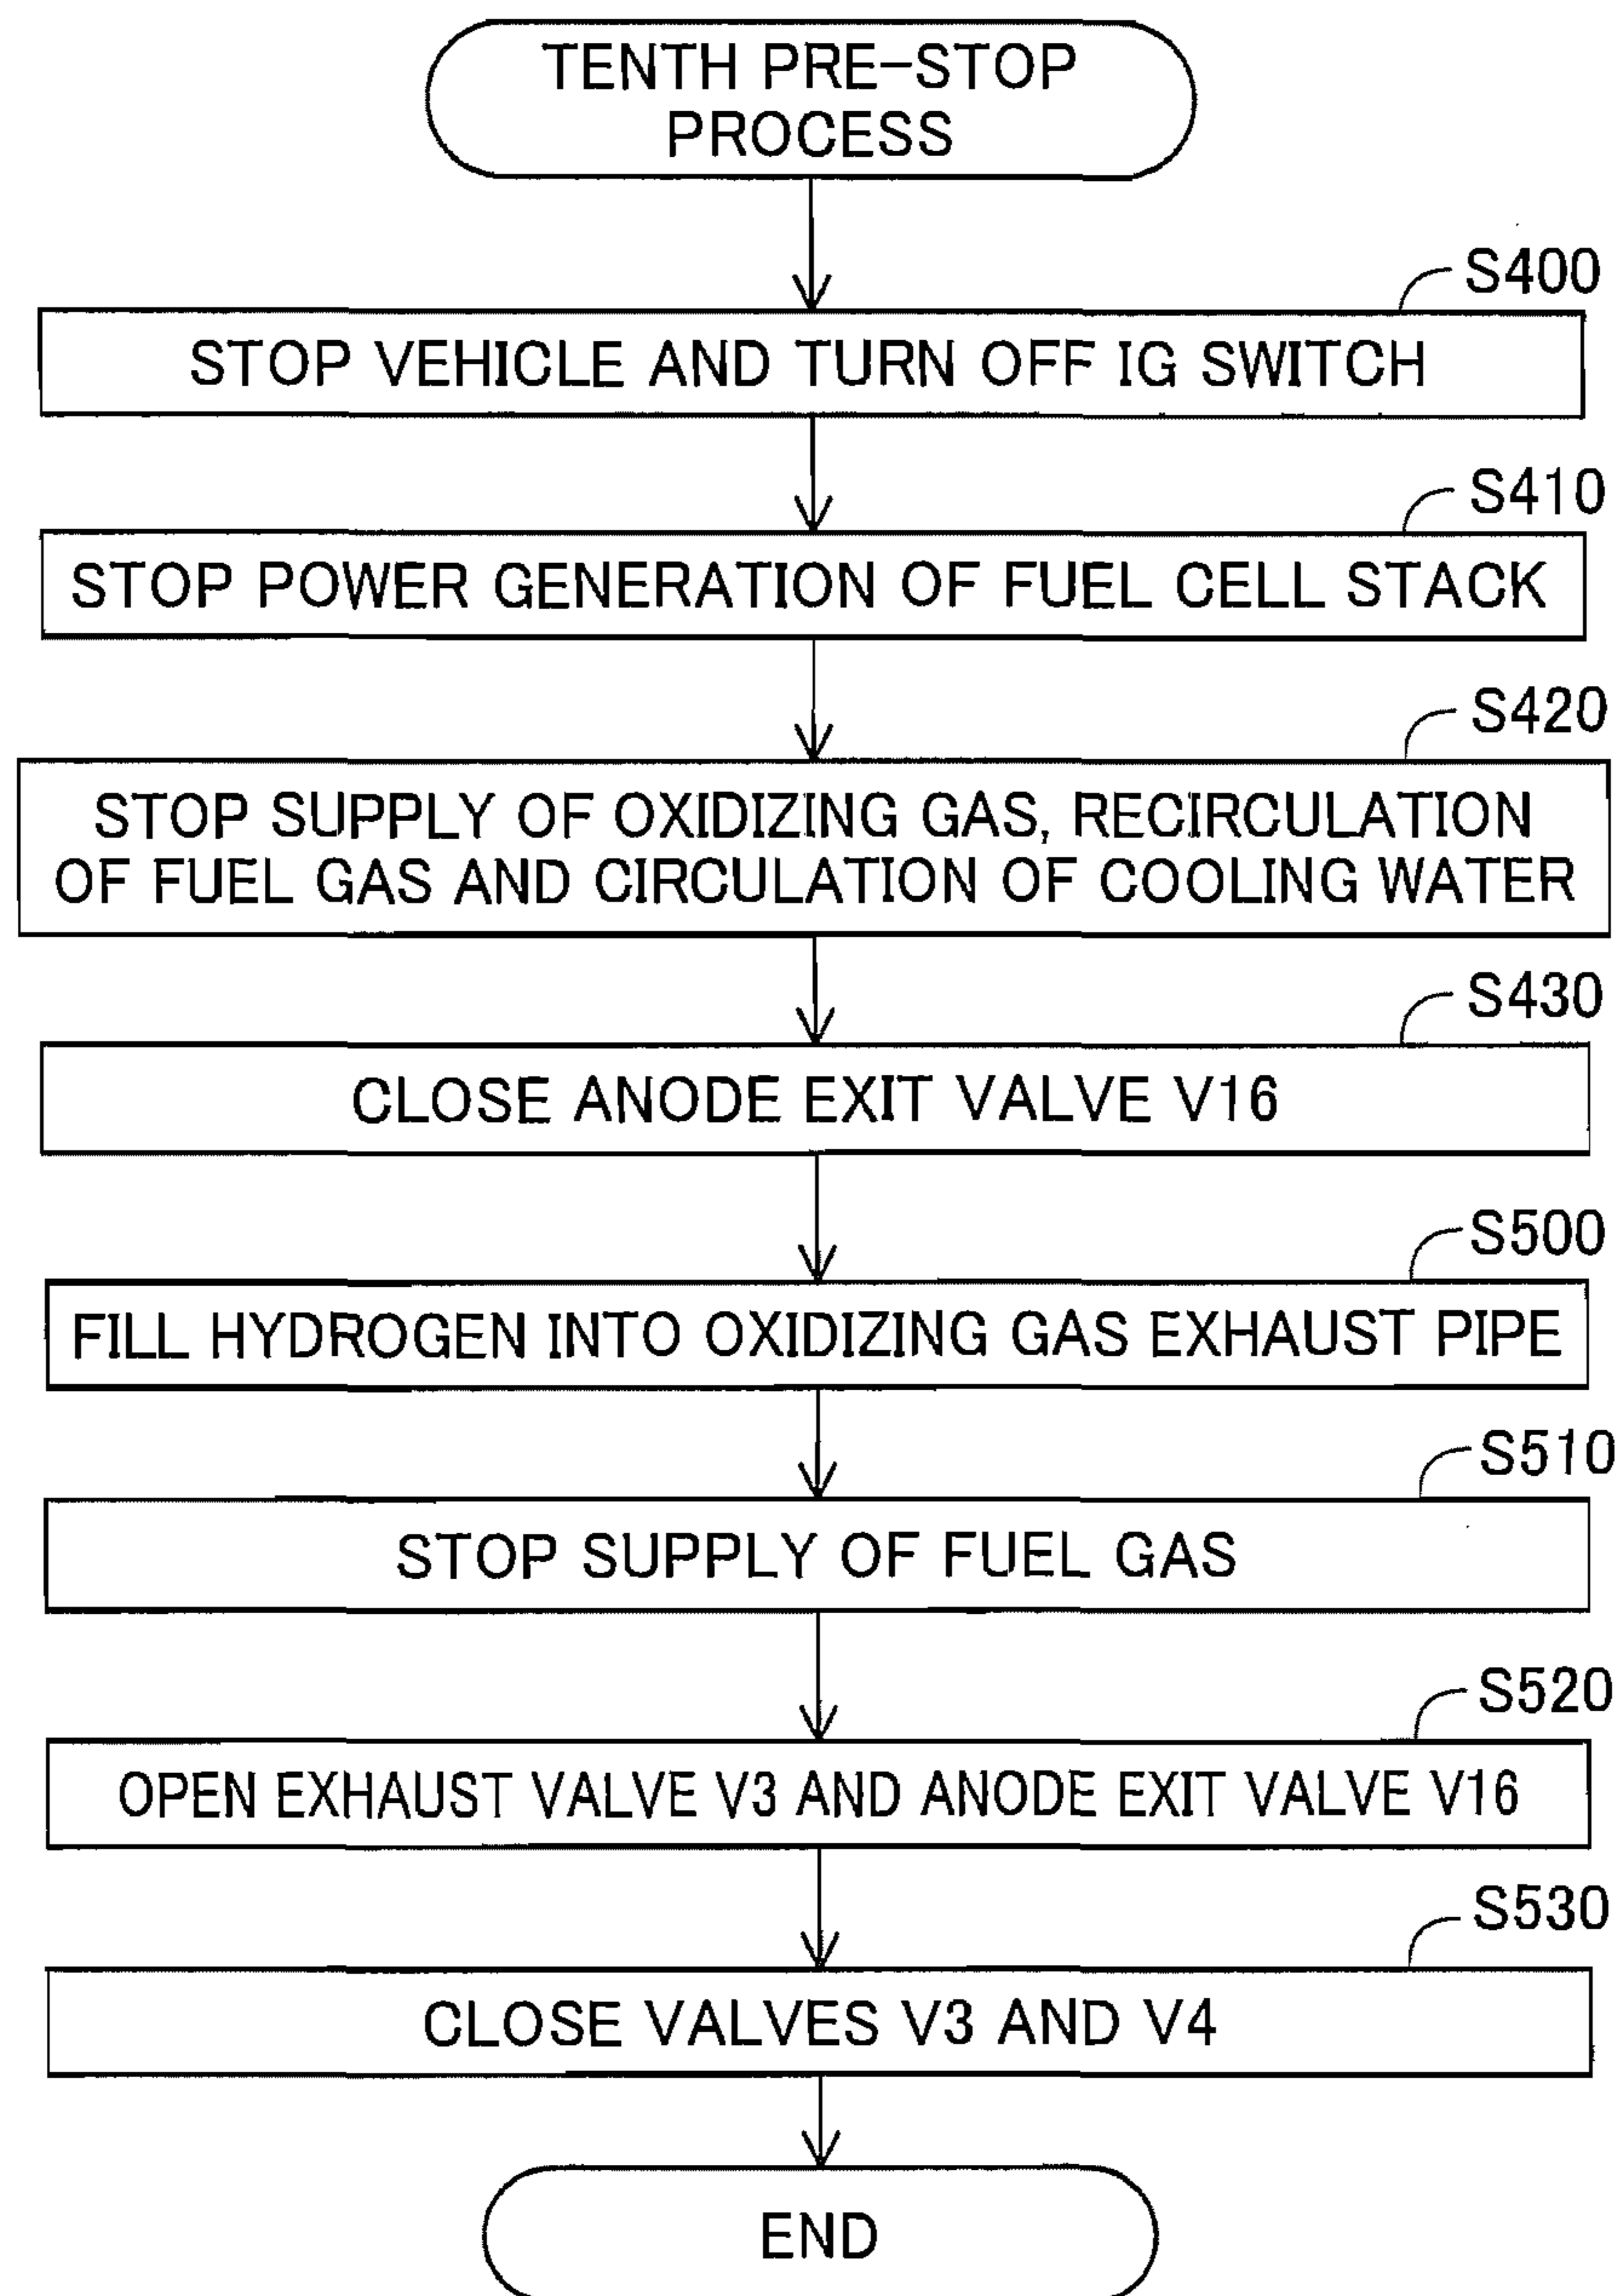 TENTH PRE-STOP
PROCESS
S400
STOP VEHICLE AND TURN OFF IG SWITCH
S410
STOP POWER GENERATION OF FUEL CELL STACK
S420
STOP SUPPLY OF OXIDIZING GAS, RECIRCULATION
OF FUEL GAS AND CIRCULATION OF COOLING WATER
S430
CLOSE ANODE EXIT VALVE V16
S500
FILL HYDROGEN INTO OXIDIZING GAS EXHAUST PIPE
S510
STOP SUPPLY OF FUEL GAS
S520
OPEN EXHAUST VALVE V3 AND ANODE EXIT VALVE V16
S530
CLOSE VALVES V3 AND V4
END